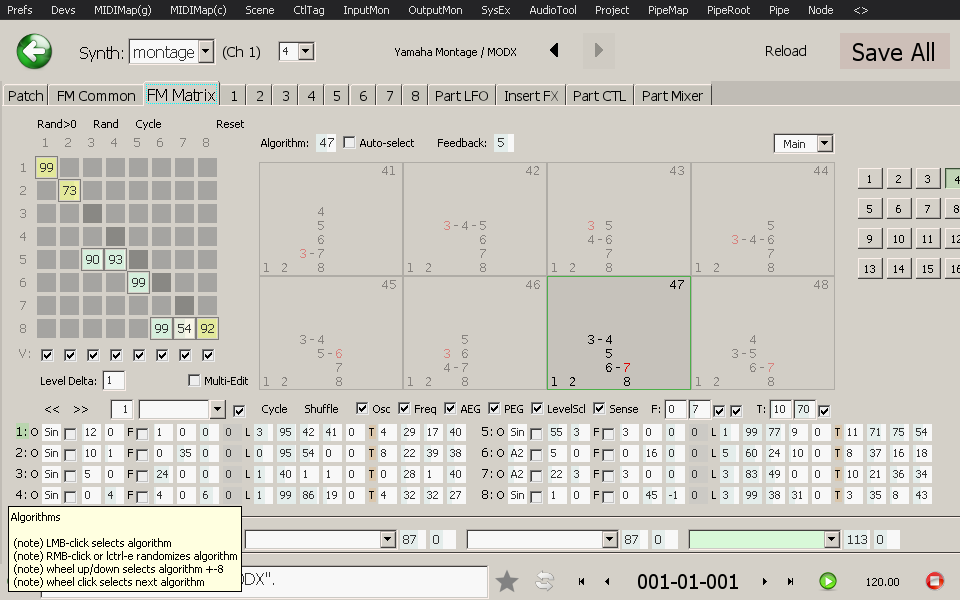 Prefs Devs MIDIMap(g) MIDIMap(c) Scene CtlTag InputMon OutputMon SysEx AudioTool Project PipeMap PipeRoot Pipe Node <>
Synth: montage (Ch 1) 4 Yamaha Montage / MODX Reload Save All
Patch FM Common FM Matrix 1 2 3 4 5 6 7 8 Part LFO Insert FX Part CTL Part Mixer
Rand>0 Rand Cycle Reset
1 2 3 4 5 6 7 8
Algorithm: 47 Auto-select Feedback: 5 Main
1 99
2 73
3
4
5 90 93
6 99
7
8 99 54 92
V:
Level Delta: 1 Multi-Edit
41 42 43 44
4
5 3-4-5 3 5 5
6 6 4-6 3-4-6
3-7 7 7 7
1 2 8 1 2 8 1 2 8 1 2 8
45 46 47 48
3-4 5 3-4 4
5-6 3 6 5 3-5
7 4-7 6-7 6-7
1 2 8 1 2 8 1 2 8 1 2 8
1 2 3 4
5 6 7 8
9 10 11 12
13 14 15 16
<< >> 1 Cycle Shuffle Osc Freq AEG PEG LevelScl Sense F: 0 7 T: 10 70
1: O Sin 12 0 F 1 0 0 0 L 3 95 42 41 0 T 4 29 17 40 5: O Sin 55 3 F 3 0 0 0 L 1 99 77 9 0 T 11 71 75 54
2: O Sin 10 1 F 0 35 0 0 L 0 95 54 0 0 T 8 22 39 38 6: O A2 5 0 F 0 16 0 0 L 5 60 24 10 0 T 8 37 16 18
3: O Sin 5 0 F 24 0 0 0 L 1 40 1 1 0 T 0 28 1 40 7: O A2 22 3 F 3 0 0 0 L 3 83 49 0 0 T 10 21 36 34
4: O Sin 0 4 F 4 0 6 0 L 1 99 86 19 0 T 4 32 32 27 8: O Sin 1 0 F 0 45 -1 0 L 3 99 38 31 0 T 3 35 8 43
Algorithms
(note) LMB-click selects algorithm
(note) RMB-click or lctrl-e randomizes algorithm
(note) wheel up/down selects algorithm +-8
(note) wheel click selects next algorithm
87 0 87 0 113 0
ODX".
001-01-001 120.00